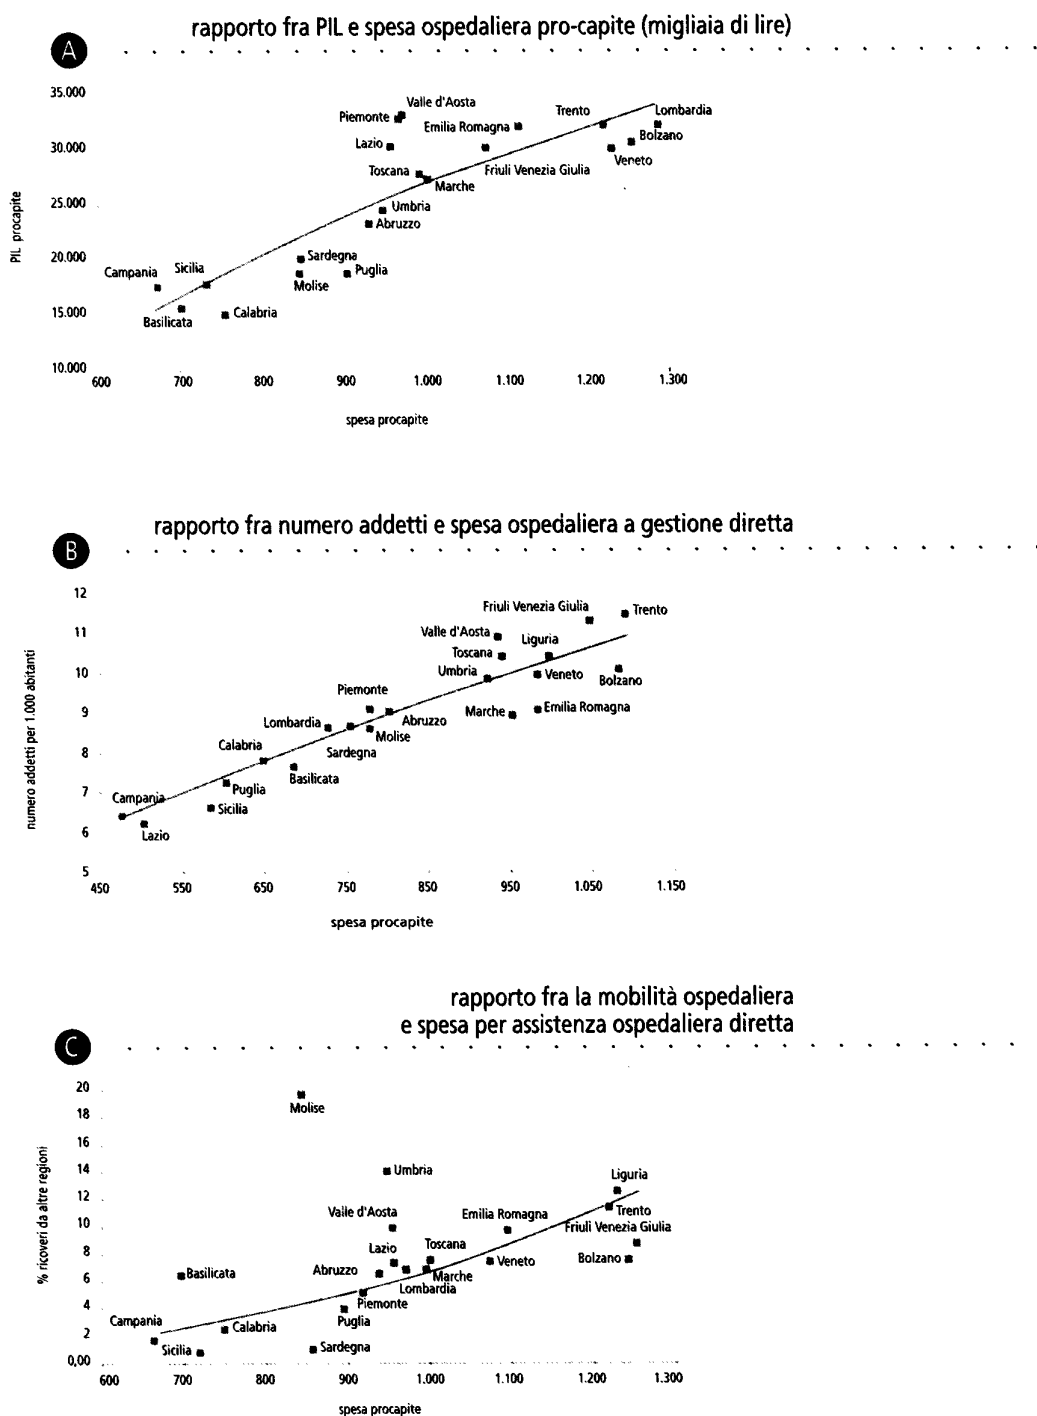 rapporto fra PIL e spesa ospedaliera pro-capite (migliaia di lire)
A
35.000
30.000
25.000
20.000
15.000
10.000
PIL procapite
Valle d'Aosta
Piemonte
Emilia Romagna
Trento
Lombardia
Bolzano
Lazio
Friuli Venezia Giulia
Veneto
Toscana
Marche
Umbria
Abruzzo
Sardegna
Puglia
Molise
Campania
Sicilia
Basilicata
Calabria
600 700 800 900 1.000 1.100 1.200 1.300
spesa procapite
rapporto fra numero addetti e spesa ospedaliera a gestione diretta
B
12
11
10
9
8
7
6
5
numero addetti per 1.000 abitanti
Friuli Venezia Giulia
Trento
Valle d'Aosta
Liguria
Toscana
Umbria
Veneto
Bolzano
Piemonte
Marche
Emilia Romagna
Lombardia
Abruzzo
Molise
Calabria
Sardegna
Basilicata
Puglia
Campania
Sicilia
Lazio
450 550 650 750 850 950 1.050 1.150
spesa procapite
rapporto fra la mobilità ospedaliera
e spesa per assistenza ospedaliera diretta
C
20
18
16
14
12
10
8
6
4
2
0,00
% ricoveri da altre regioni
Molise
Umbria
Liguria
Valle d'Aosta
Emilia Romagna
Trento
Friuli Venezia Giulia
Lazio
Toscana
Veneto
Bolzano
Basilicata
Abruzzo
Marche
Lombardia
Piemonte
Puglia
Campania
Calabria
Sicilia
Sardegna
600 700 800 900 1.000 1.100 1.200 1.300
spesa procapite